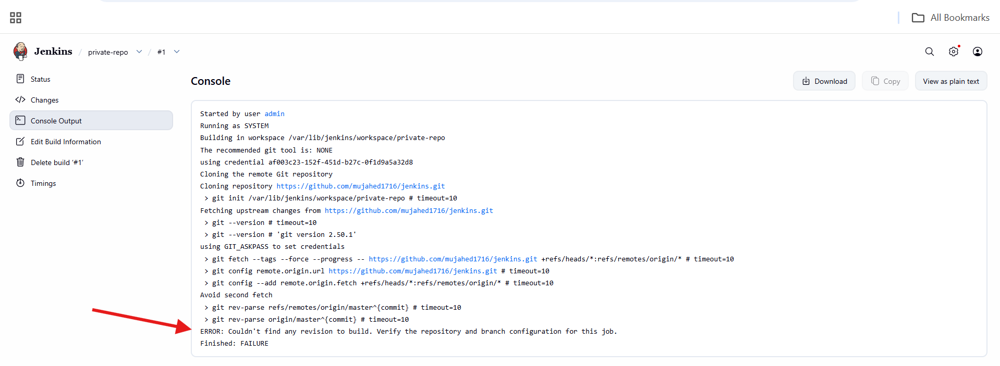 All Bookmarks
Jenkins / private-repo / #1
Status
Changes
Console Output
Edit Build Information
Delete build ‘#1’
Timings
Console
Download
Copy
View as plain text
Started by user admin
Running as SYSTEM
Building in workspace /var/lib/jenkins/workspace/private-repo
The recommended git tool is: NONE
using credential af003c23-152f-451d-b27c-0f1d9a5a32d8
Cloning the remote Git repository
Cloning repository https://github.com/mujahed1716/jenkins.git
> git init /var/lib/jenkins/workspace/private-repo # timeout=10
Fetching upstream changes from https://github.com/mujahed1716/jenkins.git
> git --version # timeout=10
> git --version # 'git version 2.50.1'
using GIT_ASKPASS to set credentials
> git fetch --tags --force --progress -- https://github.com/mujahed1716/jenkins.git +refs/heads/*:refs/remotes/origin/* # timeout=10
> git config remote.origin.url https://github.com/mujahed1716/jenkins.git # timeout=10
> git config --add remote.origin.fetch +refs/heads/*:refs/remotes/origin/* # timeout=10
Avoid second fetch
> git rev-parse refs/remotes/origin/master^{commit} # timeout=10
> git rev-parse origin/master^{commit} # timeout=10
ERROR: Couldn't find any revision to build. Verify the repository and branch configuration for this job.
Finished: FAILURE